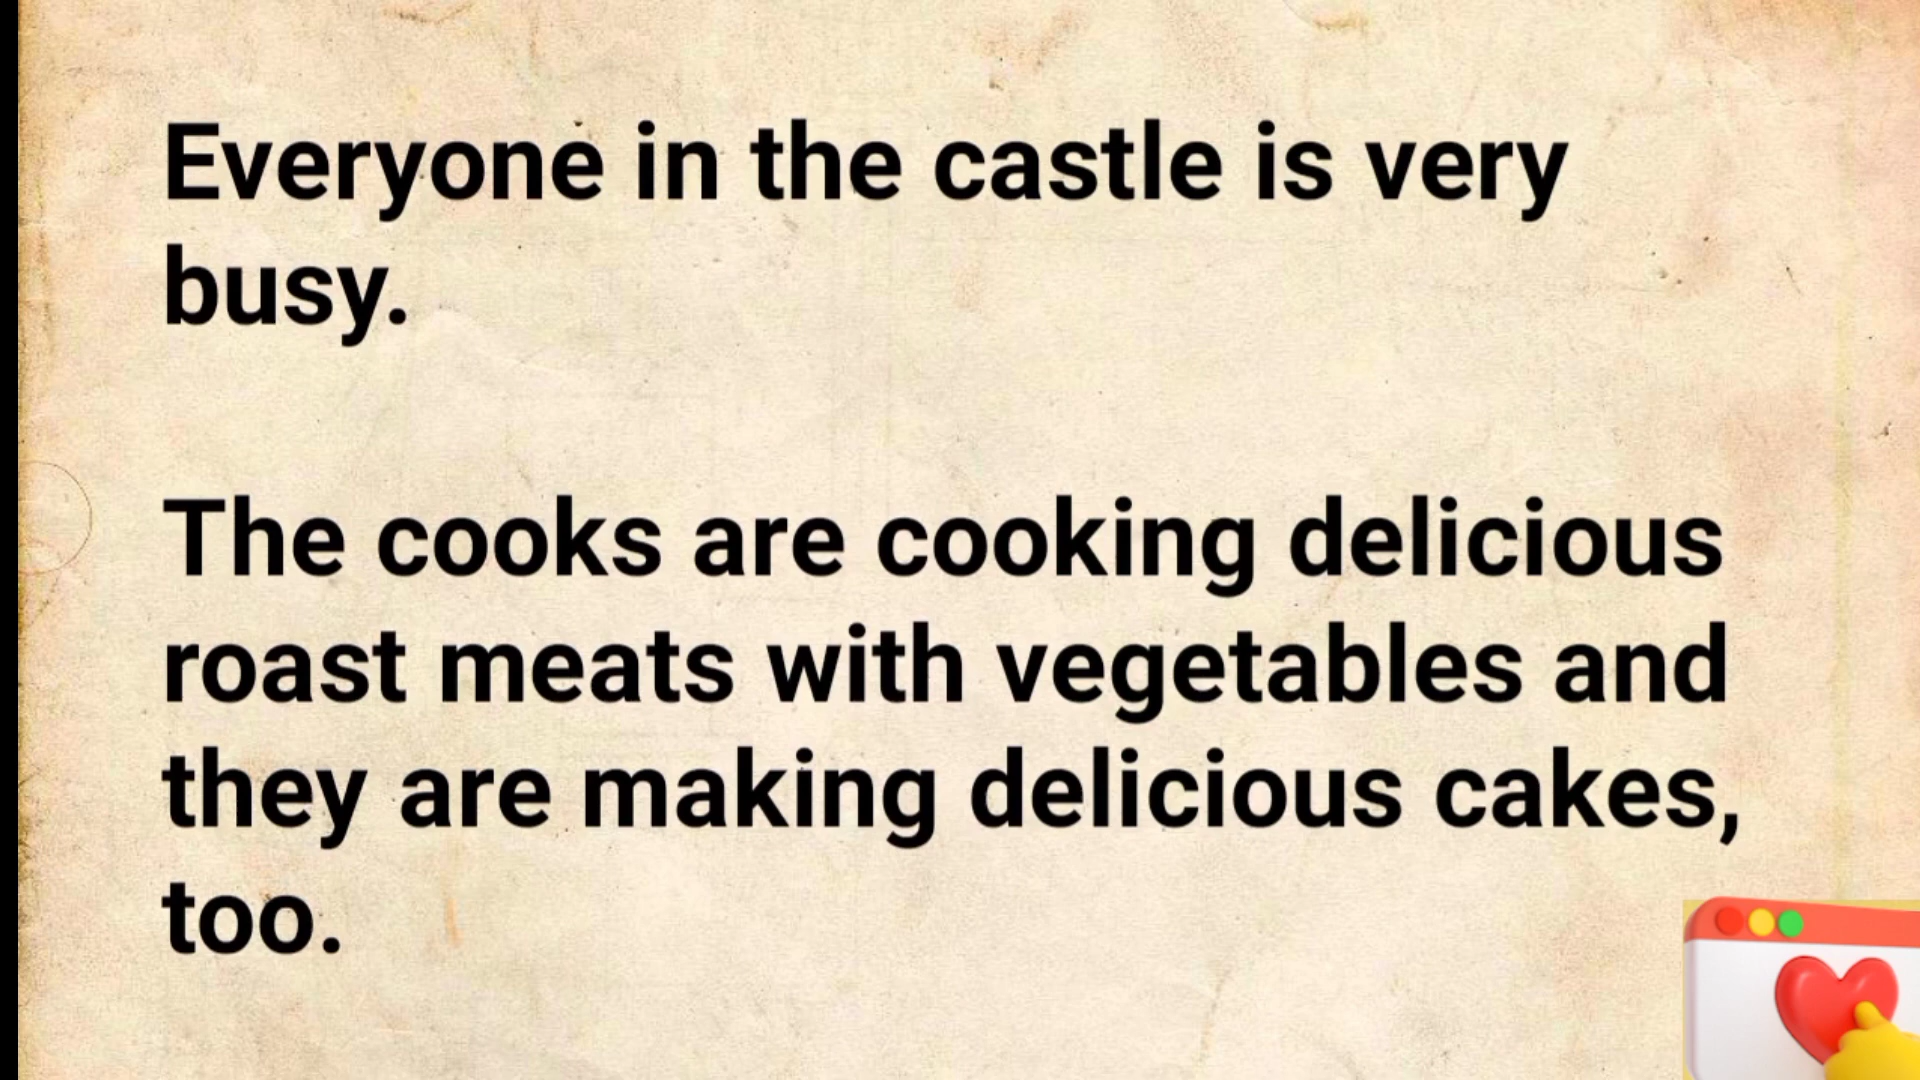 Everyone in the castle is very
busy.
The cooks are cooking delicious
roast meats with vegetables and
they are making delicious cakes,
too.